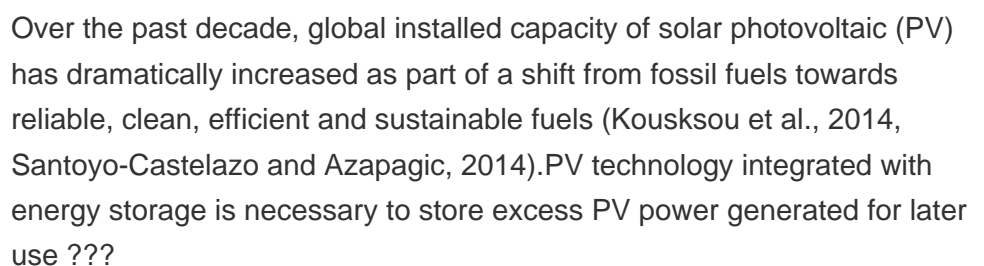 Over the past decade, global installed capacity of solar photovoltaic (PV)
has dramatically increased as part of a shift from fossil fuels towards
reliable, clean, efficient and sustainable fuels (Kousksou et al., 2014,
Santoyo-Castelazo and Azapagic, 2014).PV technology integrated with
energy storage is necessary to store excess PV power generated for later
use ???